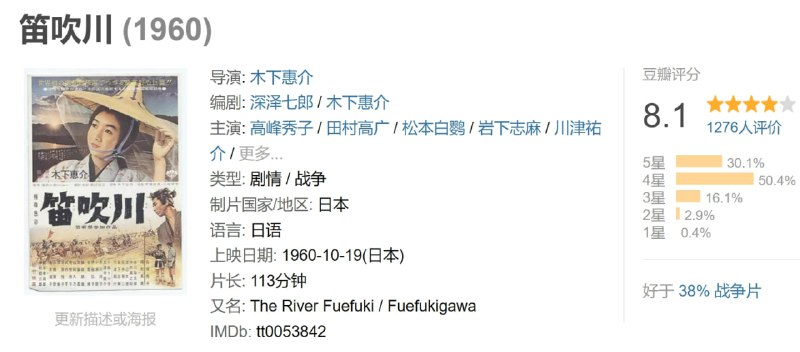 笛吹川 (1960)
木下惠介
笛吹川
更新描述或海报
导演: 木下惠介
编剧: 深泽七郎 / 木下惠介
主演: 高峰秀子 / 田村高广 / 松本白鹦 / 岩下志麻 / 川津祐
介 / 更多...
类型: 剧情 / 战争
制片国家/地区: 日本
语言: 日语
上映日期: 1960-10-19(日本)
片长: 113分钟
又名: The River Fuefuki / Fuefukigawa
IMDb: tt0053842
豆瓣评分
8.1
1276人评价
5星 30.1%
4星 50.4%
3星 16.1%
2星 2.9%
1星 0.4%
好于 38% 战争片